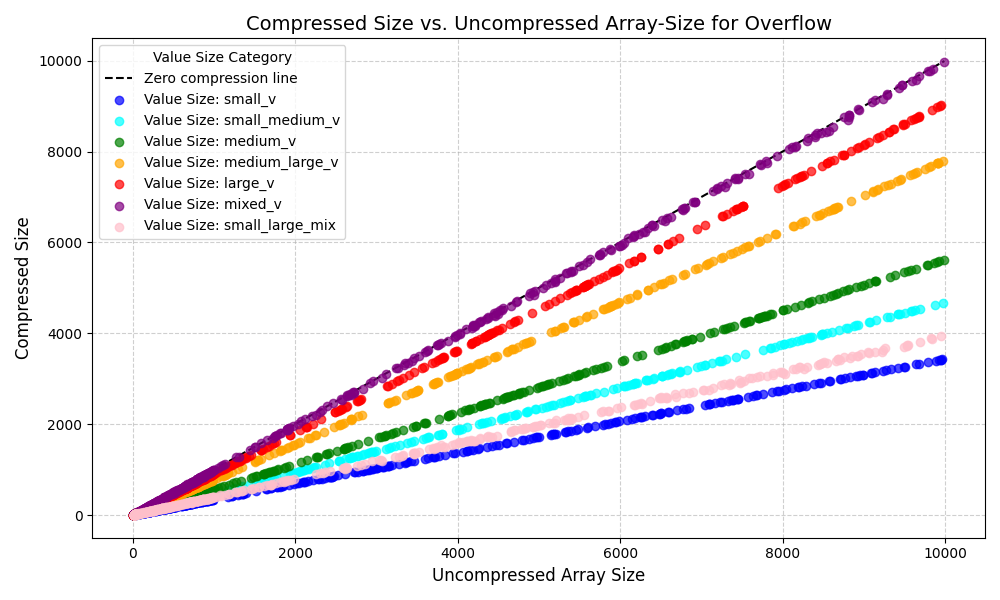 Compressed Size vs. Uncompressed Array-Size for Overflow
Value Size Category
Zero compression line
Value Size: small_v
Value Size: small_medium_v
Value Size: medium_v
Value Size: medium_large_v
Value Size: large_v
Value Size: mixed_v
Value Size: small_large_mix
10000
8000
6000
4000
2000
0
Compressed Size
0 2000 4000 6000 8000 10000
Uncompressed Array Size